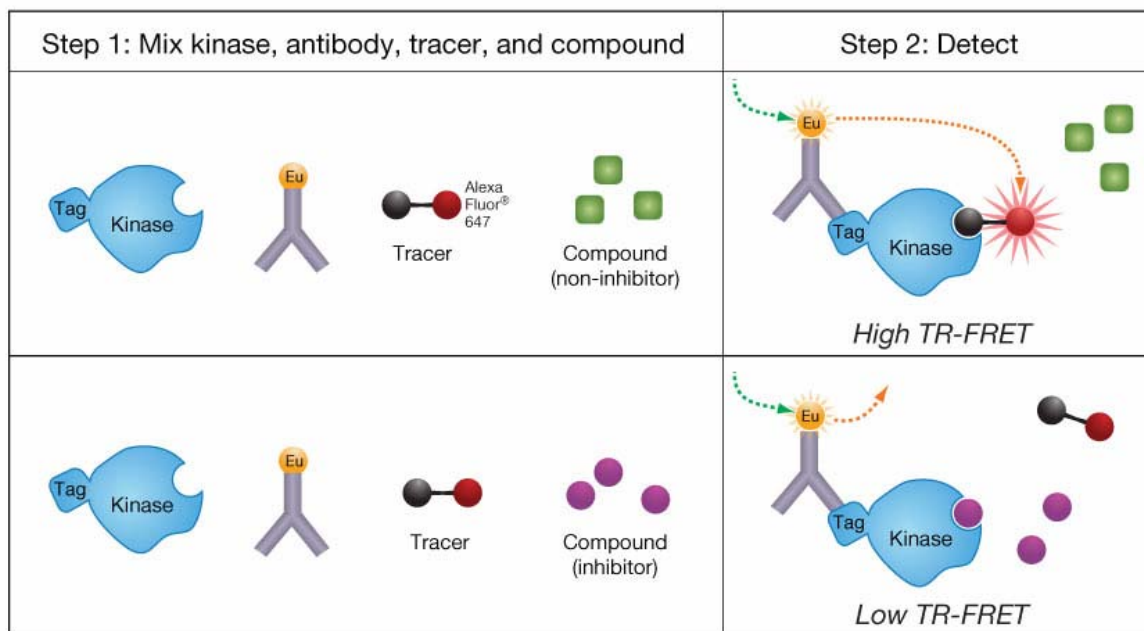 Step 1: Mix kinase, antibody, tracer, and compound
Step 2: Detect
Tag
Kinase
Eu
Alexa
Fluor®
647
Tracer
Compound
(non-inhibitor)
Eu
Tag
Kinase
High TR-FRET
Tag
Kinase
Eu
Tracer
Compound
(inhibitor)
Eu
Tag
Kinase
Low TR-FRET